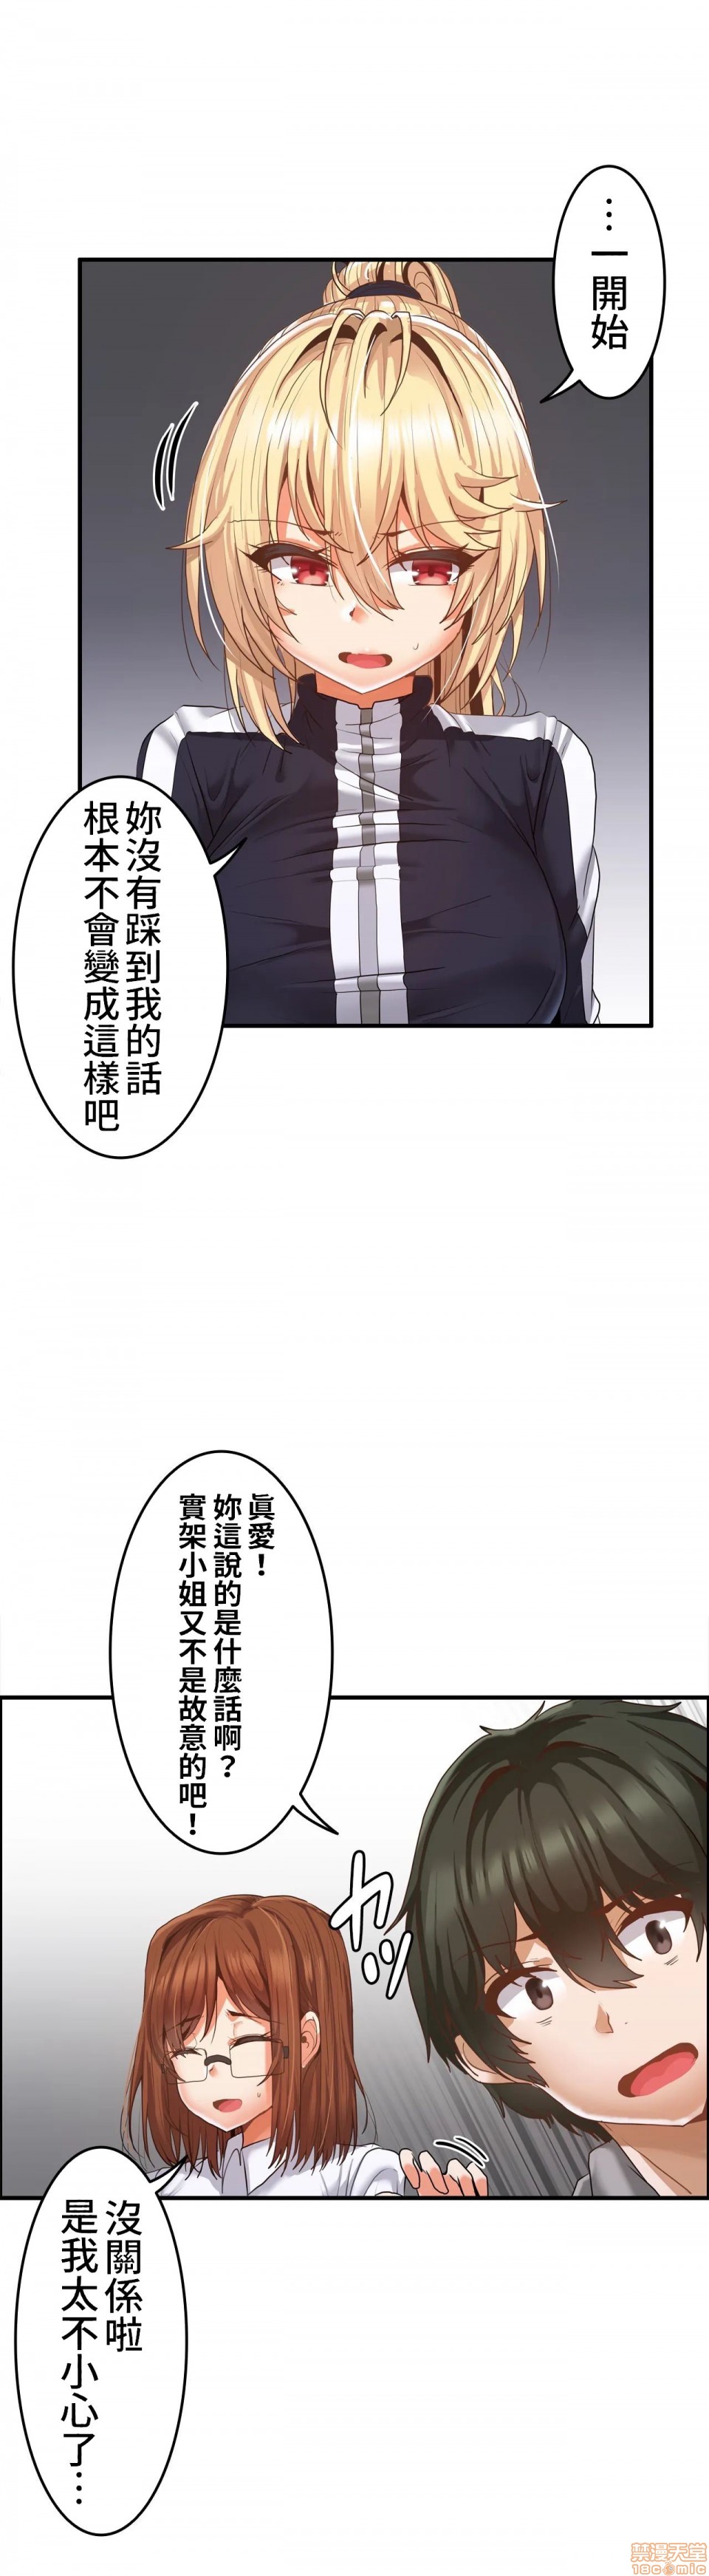 …一開始
妳沒有踩到我的話
根本不會變成這樣吧
真愛！
妳這說的是什麼話啊？
實架小姐又不是故意的吧！
カッ
沒關係啦
是我太不小心了…
禁漫天堂
18comic